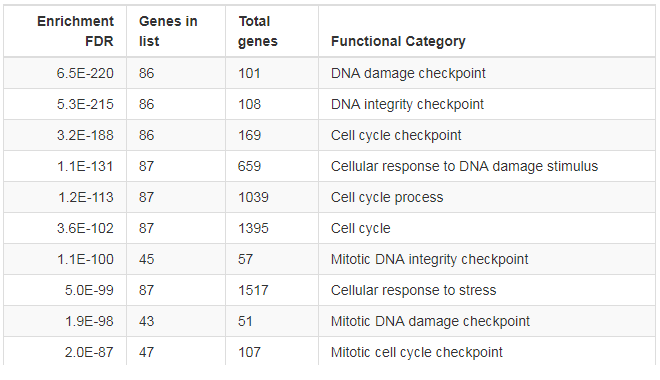 Enrichment FDR Genes in list Total genes Functional Category
6.5E-220 86 101 DNA damage checkpoint
5.3E-215 86 108 DNA integrity checkpoint
3.2E-188 86 169 Cell cycle checkpoint
1.1E-131 87 659 Cellular response to DNA damage stimulus
1.2E-113 87 1039 Cell cycle process
3.6E-102 87 1395 Cell cycle
1.1E-100 45 57 Mitotic DNA integrity checkpoint
5.0E-99 87 1517 Cellular response to stress
1.9E-98 43 51 Mitotic DNA damage checkpoint
2.0E-87 47 107 Mitotic cell cycle checkpoint